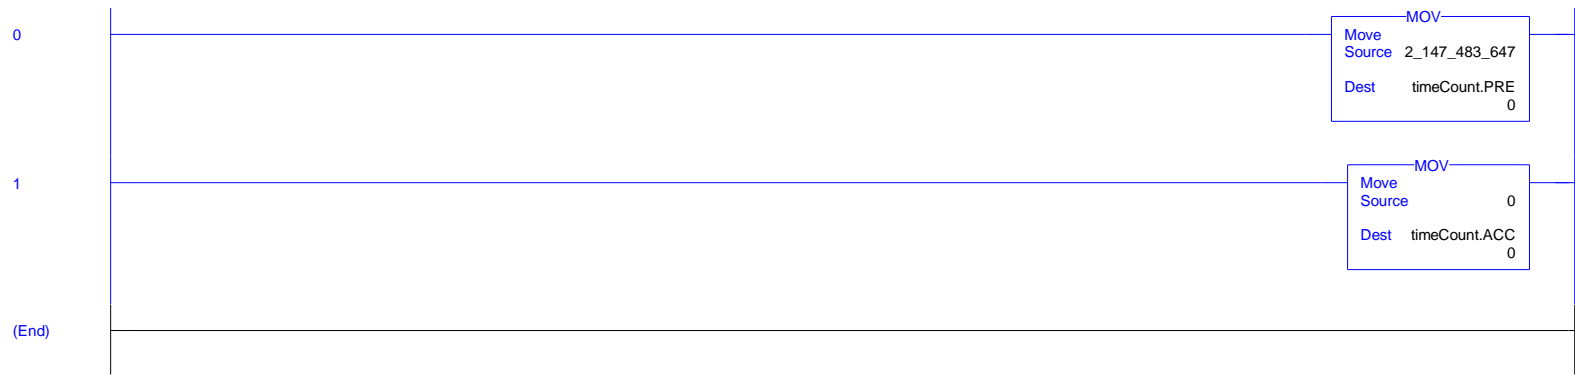 MOV
0
Move
Source 2_147_483_647
Dest timeCount.PRE
0
MOV
1
Move
Source 0
Dest timeCount.ACC
0
(End)